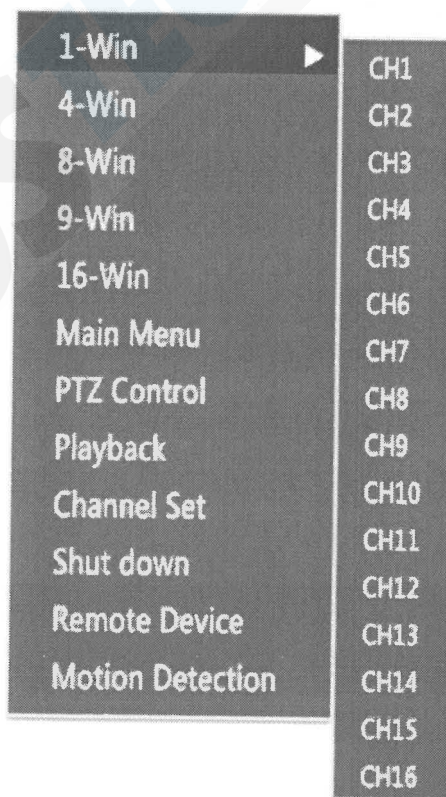 1-Win
4-Win
8-Win
9-Win
16-Win
Main Menu
PTZ Control
Playback
Channel Set
Shut down
Remote Device
Motion Detection
CH1
CH2
CH3
CH4
CH5
CH6
CH7
CH8
CH9
CH10
CH11
CH12
CH13
CH14
CH15
CH16